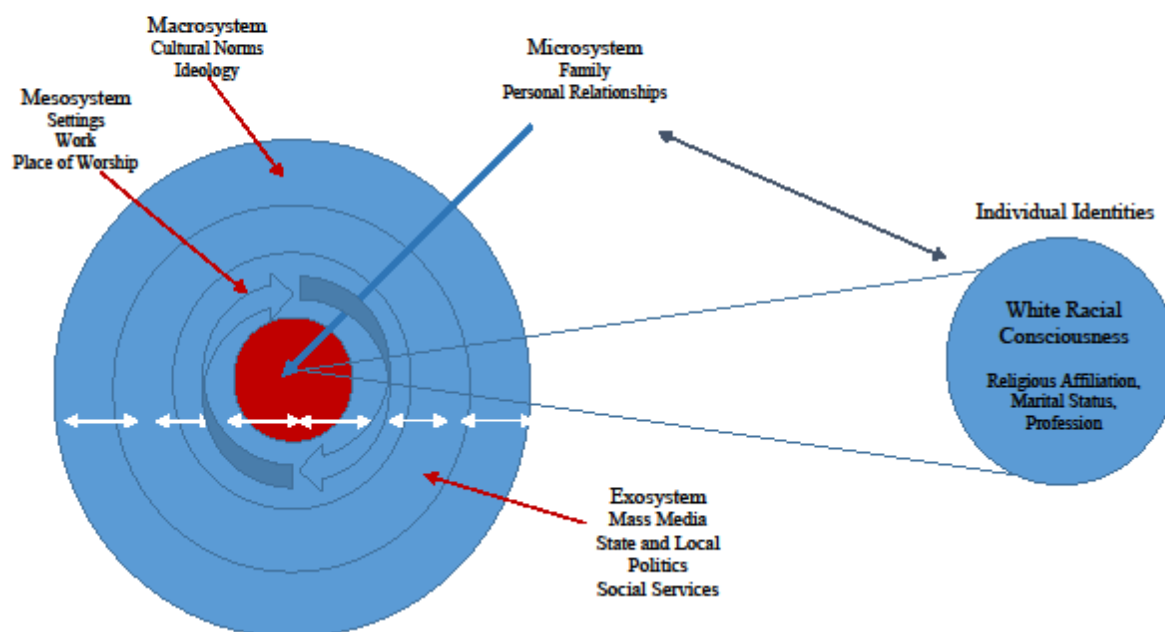 Macrosystem
Cultural Norms
Ideology
Microsystem
Family
Personal Relationships
Mesosystem
Settings
Work
Place of Worship
Individual Identities
White Racial
Consciousness
Religious Affiliation,
Marital Status,
Profession
Exosystem
Mass Media
State and Local
Politics
Social Services